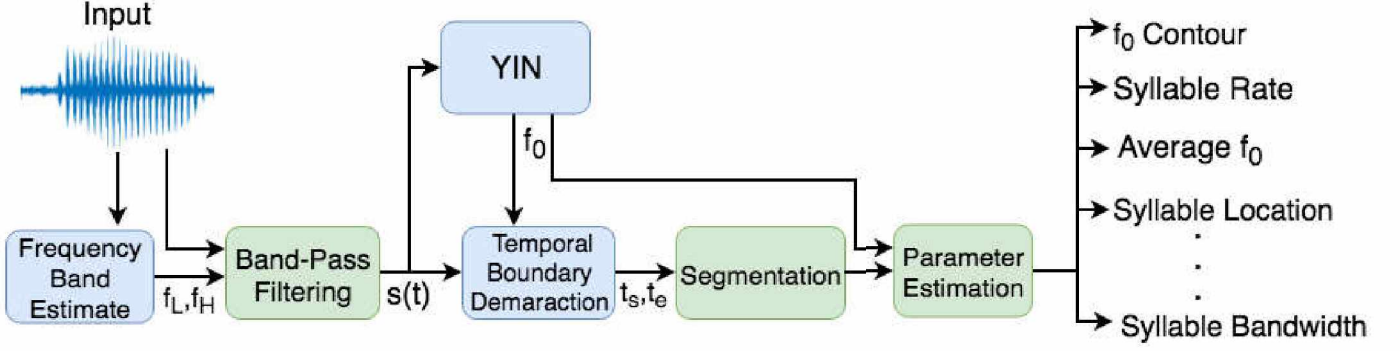 Input
YIN
f0
Frequency
Band
Estimate
fL,fH
Band-Pass
Filtering
s(t)
Temporal
Boundary
Demaraction
ts,te
Segmentation
Parameter
Estimation
f0 Contour
Syllable Rate
Average f0
Syllable Location
.
.
.
Syllable Bandwidth